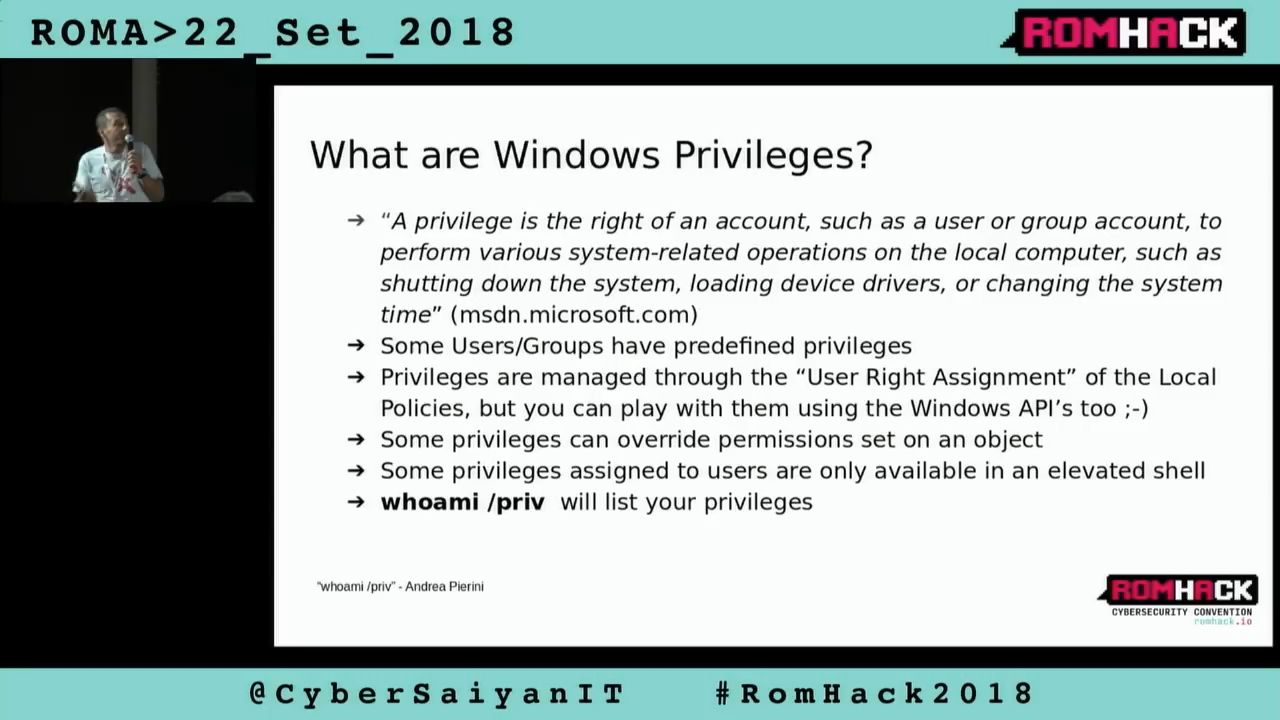 ROMA>22_Set_2018
ROMHACK
What are Windows Privileges?
➔ “A privilege is the right of an account, such as a user or group account, to
perform various system-related operations on the local computer, such as
shutting down the system, loading device drivers, or changing the system
time” (msdn.microsoft.com)
➔ Some Users/Groups have predefined privileges
➔ Privileges are managed through the “User Right Assignment” of the Local
Policies, but you can play with them using the Windows API’s too ;-)
➔ Some privileges can override permissions set on an object
➔ Some privileges assigned to users are only available in an elevated shell
➔ whoami /priv will list your privileges
“whoami /priv” - Andrea Pierini
ROMHACK
CYBERSECURITY CONVENTION
romhack.io
@CyberSaiyanIT #RomHack2018